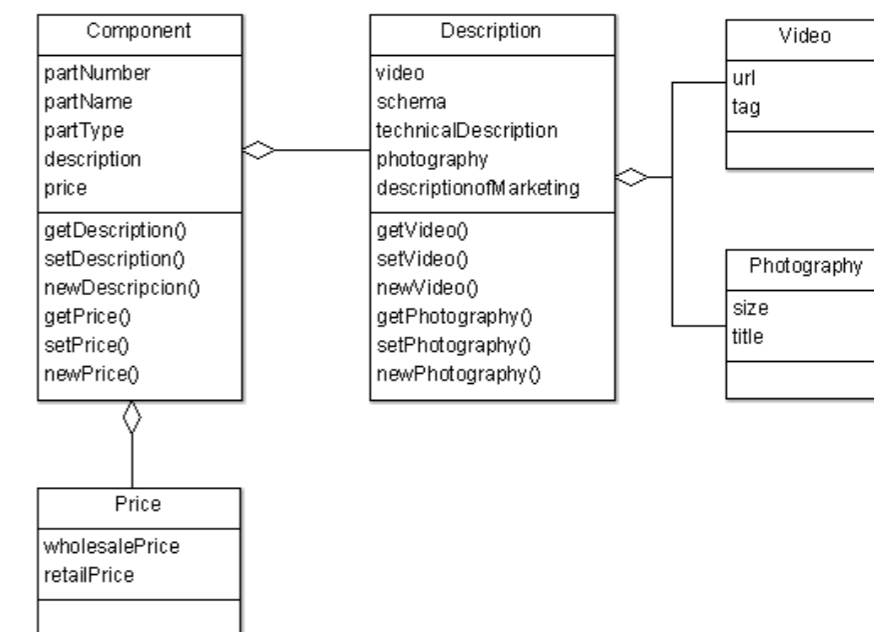 Component
partNumber
partName
partType
description
price
getDescription()
setDescription()
newDescripcion()
getPrice()
setPrice()
newPrice()
Description
video
schema
technicalDescription
photography
descriptionofMarketing
getVideo()
setVideo()
newVideo()
getPhotography()
setPhotography()
newPhotography()
Video
url
tag
Photography
size
title
Price
wholesalePrice
retailPrice